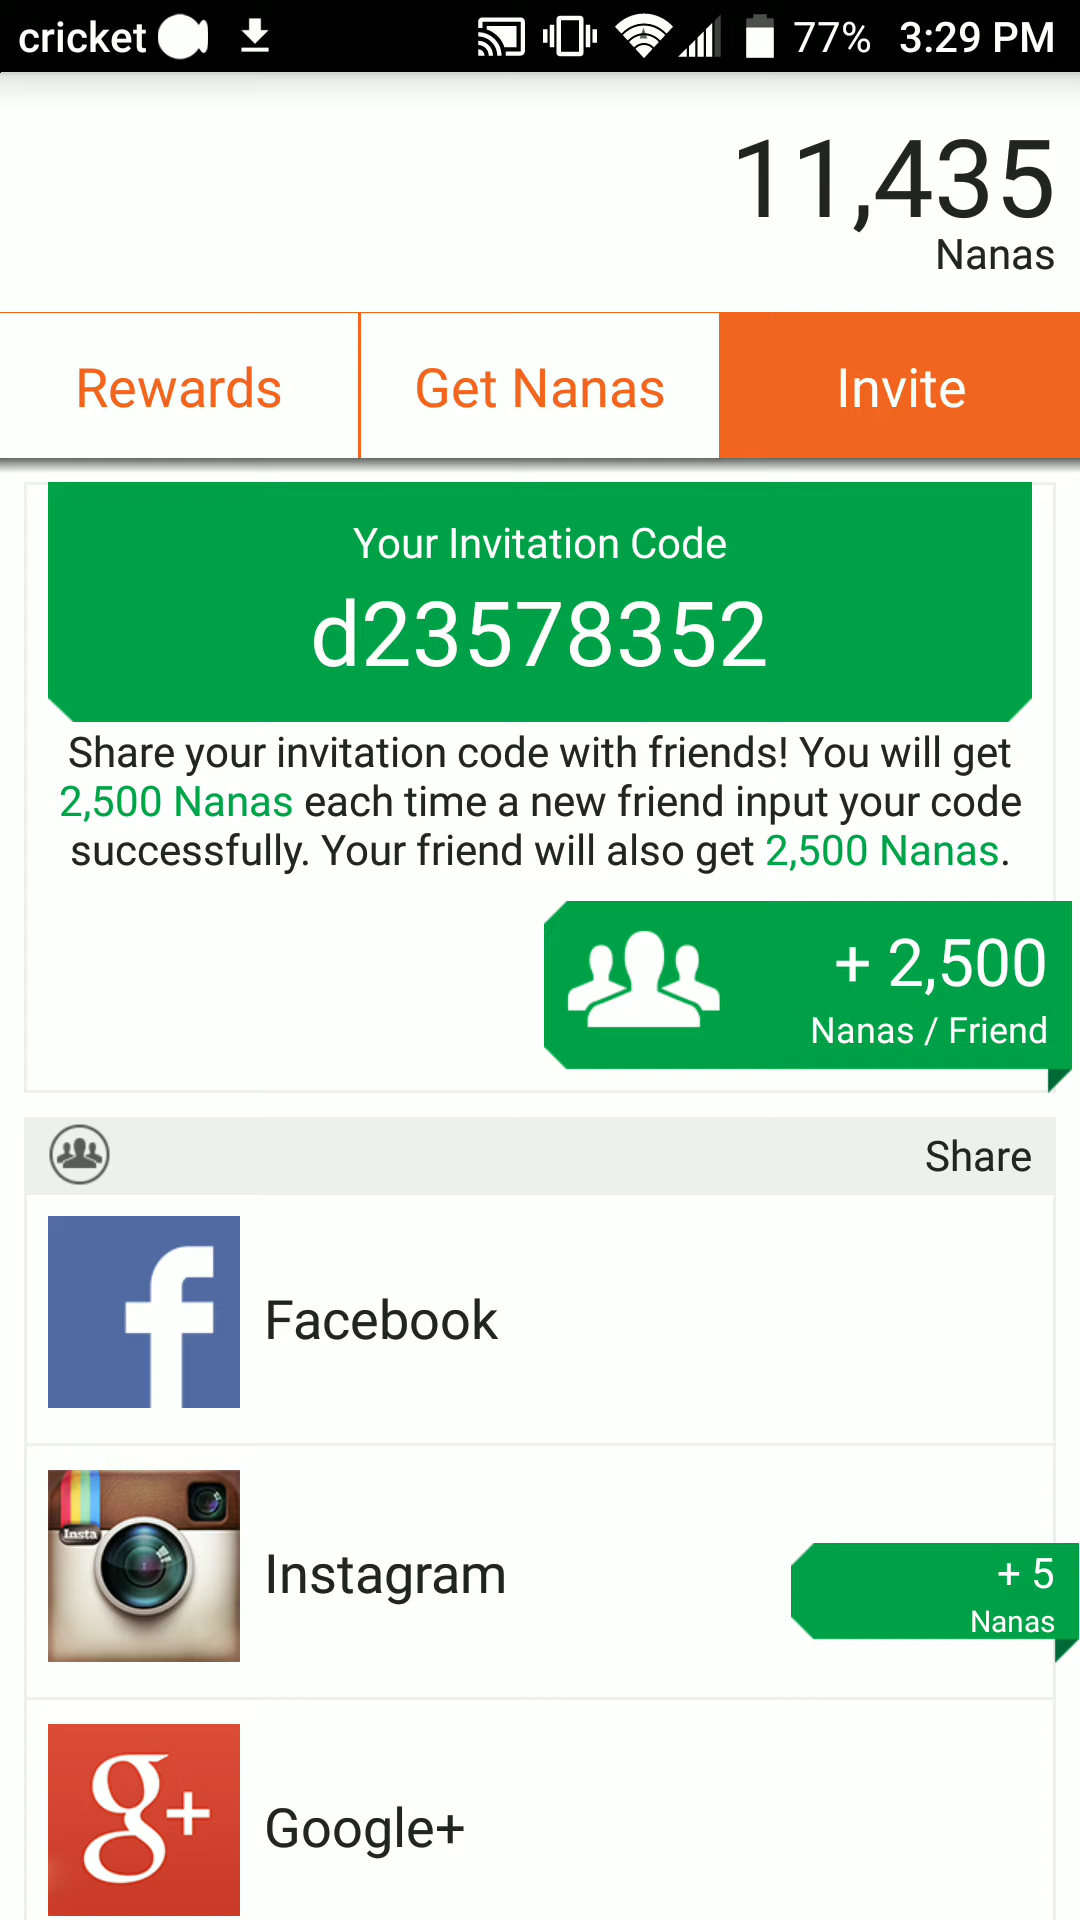 cricket 77% 3:29 PM
11,435
Nanas
Rewards Get Nanas Invite
Your Invitation Code
d23578352
Share your invitation code with friends! You will get
2,500 Nanas each time a new friend input your code
successfully. Your friend will also get 2,500 Nanas.
+ 2,500
Nanas / Friend
Share
Facebook
Insta
Instagram
+ 5
Nanas
g+
Google+